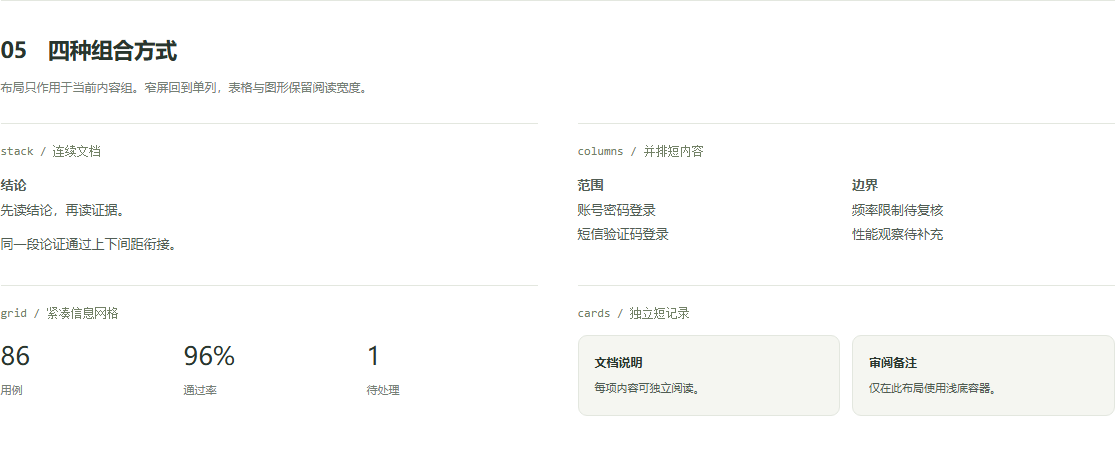 05 四种组合方式
布局只作用于当前内容组。窄屏回到单列，表格与图形保留阅读宽度。
stack / 连续文档
结论
先读结论，再读证据。
同一段论证通过上下间距衔接。
columns / 并排短内容
范围
账号密码登录
短信验证码登录
边界
频率限制待复核
性能观察待补充
grid / 紧凑信息网格
86
用例
96%
通过率
1
待处理
cards / 独立短记录
文档说明
每项内容可独立阅读。
审阅备注
仅在此布局使用浅底容器。